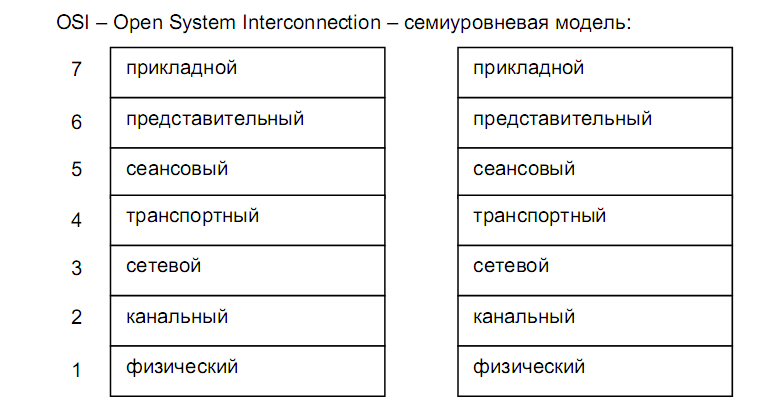 OSI – Open System Interconnection – семиуровневая модель:
7 прикладной прикладной
6 представительный представительный
5 сеансовый сеансовый
4 транспортный транспортный
3 сетевой сетевой
2 канальный канальный
1 физический физический